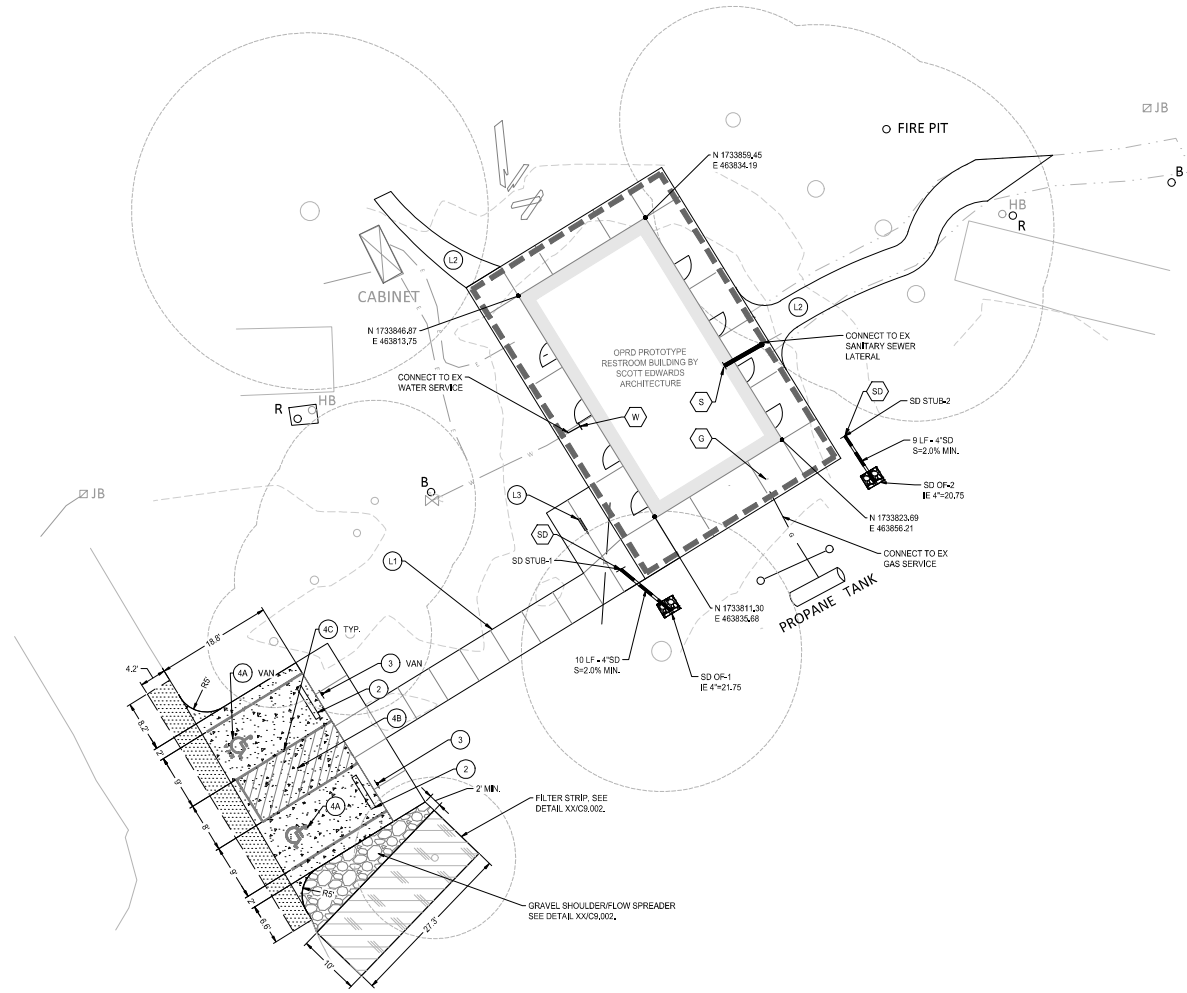 JB
FIRE PIT
B
N 1733859.45
E 463834.19
HB
R
L2
CABINET
L2
N 1733846.87
E 463813.75
OPRD PROTOTYPE
RESTROOM BUILDING BY
SCOTT EDWARDS
ARCHITECTURE
CONNECT TO EX
SANITARY SEWER
LATERAL
CONNECT TO EX
WATER SERVICE
S
SD
SD STUB-2
HB
R
W
G
9 LF - 4"SD
S=2.0% MIN.
B
SD OF-2
IE 4"=20.75
JB
L3
N 1733823.69
E 463856.21
SD
SD STUB-1
CONNECT TO EX
GAS SERVICE
G
L1
PROPANE TANK
N 1733811.30
E 463835.68
10 LF - 4"SD
S=2.0% MIN.
SD OF-1
IE 4"=21.75
18.8'
4C TYP.
4.2'
4A VAN
3 VAN
R5'
2
8.2'
4B
2'
3
9'
2
2' MIN.
4A
FILTER STRIP, SEE
DETAIL XX/C9.002.
8'
9'
R5'
2'
GRAVEL SHOULDER/FLOW SPREADER
SEE DETAIL XX/C9.002.
6.6'
27.3'
10'